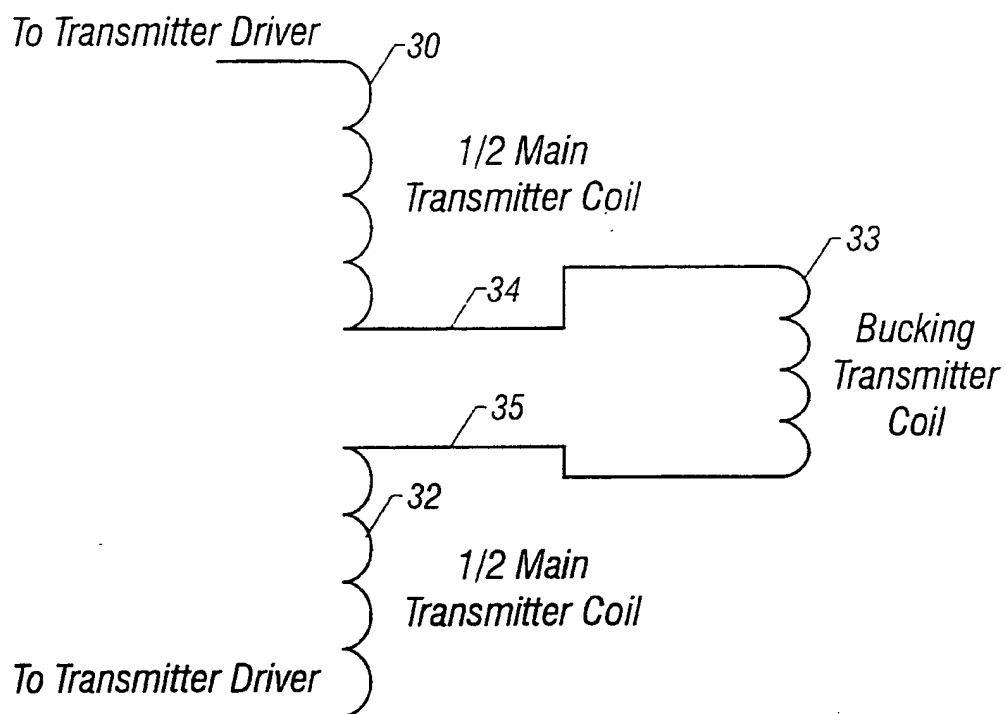 To Transmitter Driver
30
1/2 Main
Transmitter Coil
33
34
Bucking
Transmitter
Coil
35
32
1/2 Main
Transmitter Coil
To Transmitter Driver